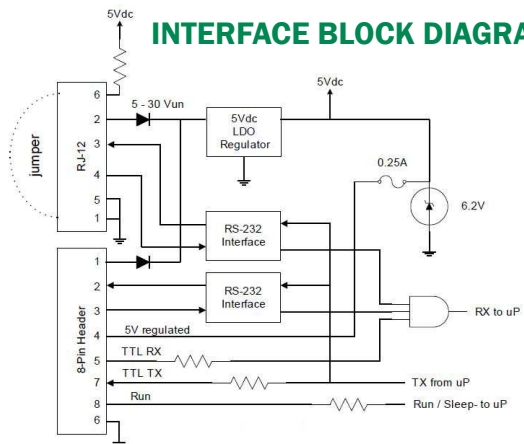 INTERFACE BLOCK DIAGRA
5Vdc
6
2
3
4
5
1
RJ-12
jumper
5 - 30 Vun
5Vdc
LDO
Regulator
5Vdc
0.25A
6.2V
RS-232
Interface
RS-232
Interface
8-Pin Header
1
2
3
4
5
7
8
6
5V regulated
TTL RX
TTL TX
Run
RX to uP
TX from uP
Run / Sleep- to uP